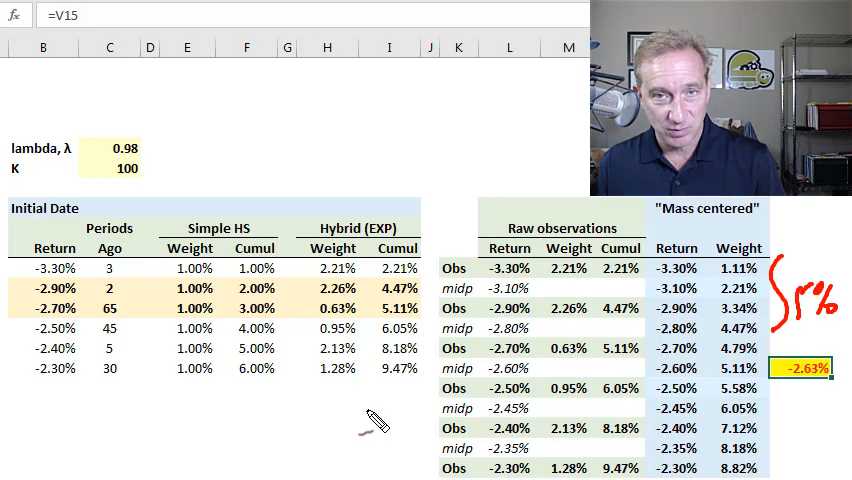 fx =V15
B C D E F G H I J K L M
lambda, λ 0.98
K 100
Initial Date
Periods Simple HS Hybrid (EXP)
Return Ago Weight Cumul Weight Cumul
-3.30% 3 1.00% 1.00% 2.21% 2.21%
-2.90% 2 1.00% 2.00% 2.26% 4.47%
-2.70% 65 1.00% 3.00% 0.63% 5.11%
-2.50% 45 1.00% 4.00% 0.95% 6.05%
-2.40% 5 1.00% 5.00% 2.13% 8.18%
-2.30% 30 1.00% 6.00% 1.28% 9.47%
"Mass centered"
Raw observations
Return Weight Cumul Return Weight
Obs -3.30% 2.21% 2.21% -3.30% 1.11%
midp -3.10% -3.10% 2.21%
Obs -2.90% 2.26% 4.47% -2.90% 3.34%
midp -2.80% -2.80% 4.47%
Obs -2.70% 0.63% 5.11% -2.70% 4.79%
midp -2.60% -2.60% 5.11%
Obs -2.50% 0.95% 6.05% -2.50% 5.58%
midp -2.45% -2.45% 6.05%
Obs -2.40% 2.13% 8.18% -2.40% 7.12%
midp -2.35% -2.35% 8.18%
Obs -2.30% 1.28% 9.47% -2.30% 8.82%
5%
-2.63%